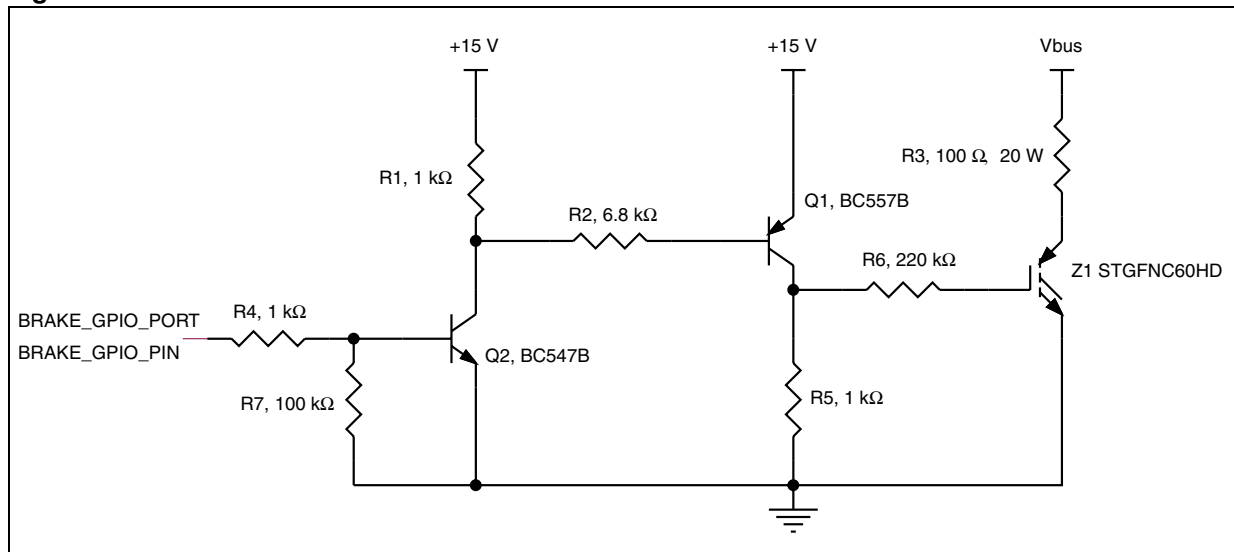 +15 V
+15 V
Vbus
R3, 100 Ω, 20 W
R1, 1 kΩ
Q1, BC557B
R2, 6.8 kΩ
R6, 220 kΩ
Z1 STGFNC60HD
R4, 1 kΩ
BRAKE_GPIO_PORT
BRAKE_GPIO_PIN
Q2, BC547B
R7, 100 kΩ
R5, 1 kΩ